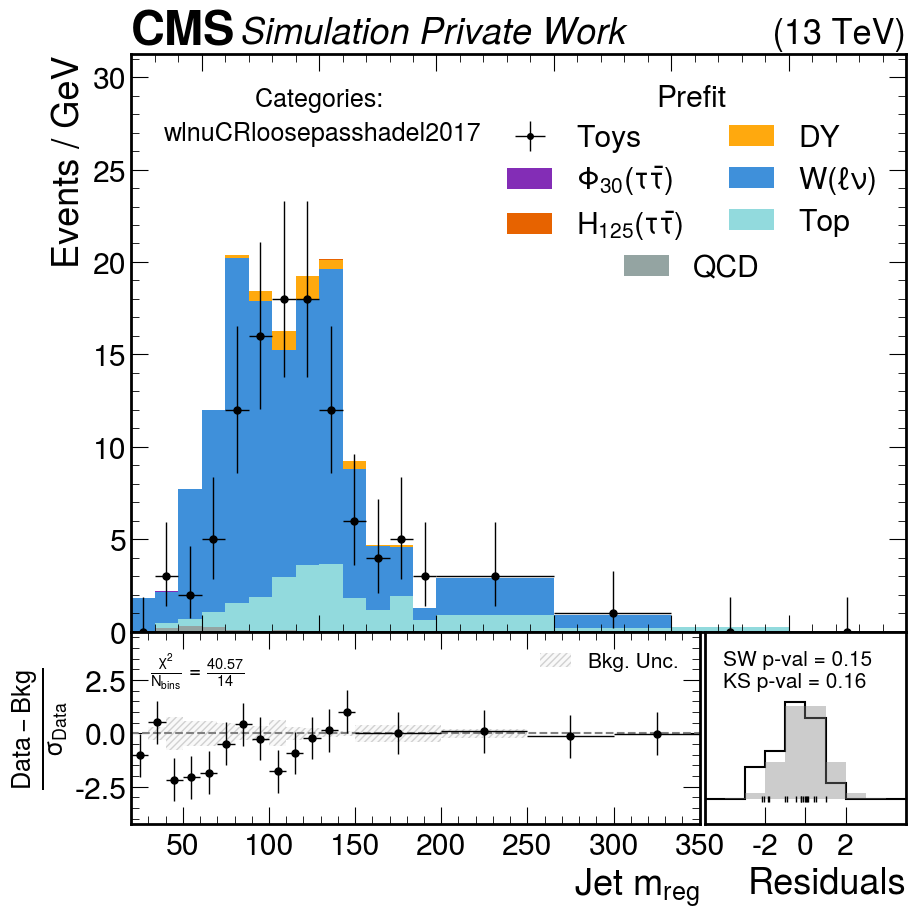 CMS Simulation Private Work (13 TeV)
Events / GeV
30
25
20
15
10
5
0
Categories:
wlnuCRloosepasshadel2017
Prefit
Toys
Φ30(ττ̄)
H125(ττ̄)
DY
W(ℓν)
Top
QCD
Data – Bkg
σData
2.5
0.0
-2.5
χ² / Nbins = 40.57 / 14
Bkg. Unc.
SW p-val = 0.15
KS p-val = 0.16
50 100 150 200 250 300 350
-2 0 2
Jet mreg
Residuals